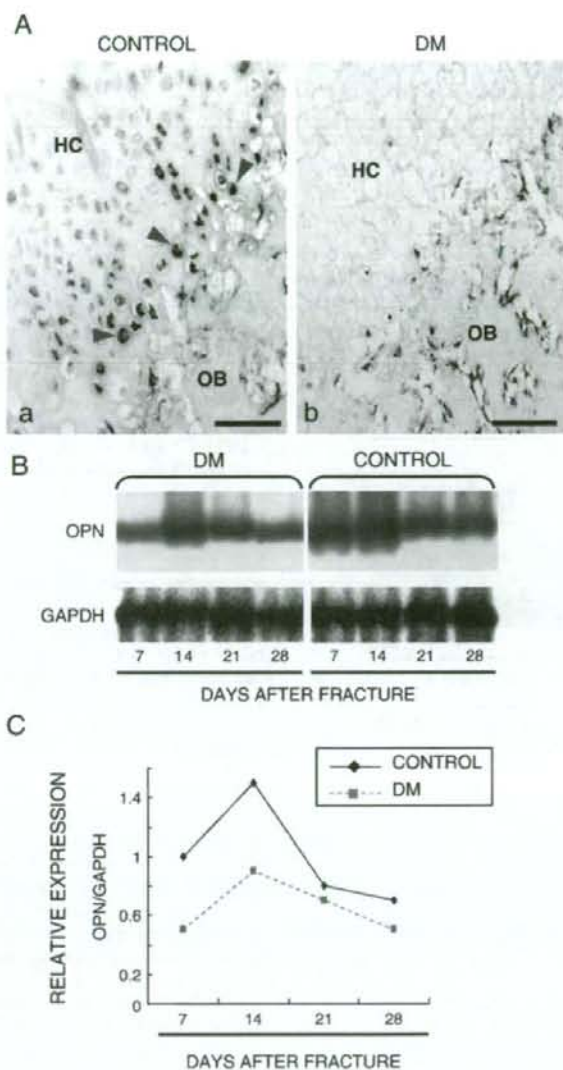 A
CONTROL DM
HC
HC
OB
OB
a
b
B
DM CONTROL
OPN
GAPDH
7 14 21 28 7 14 21 28
DAYS AFTER FRACTURE
C
CONTROL
DM
RELATIVE EXPRESSION
OPN/GAPDH
1.4
1
0.6
0.2
0
7 14 21 28
DAYS AFTER FRACTURE